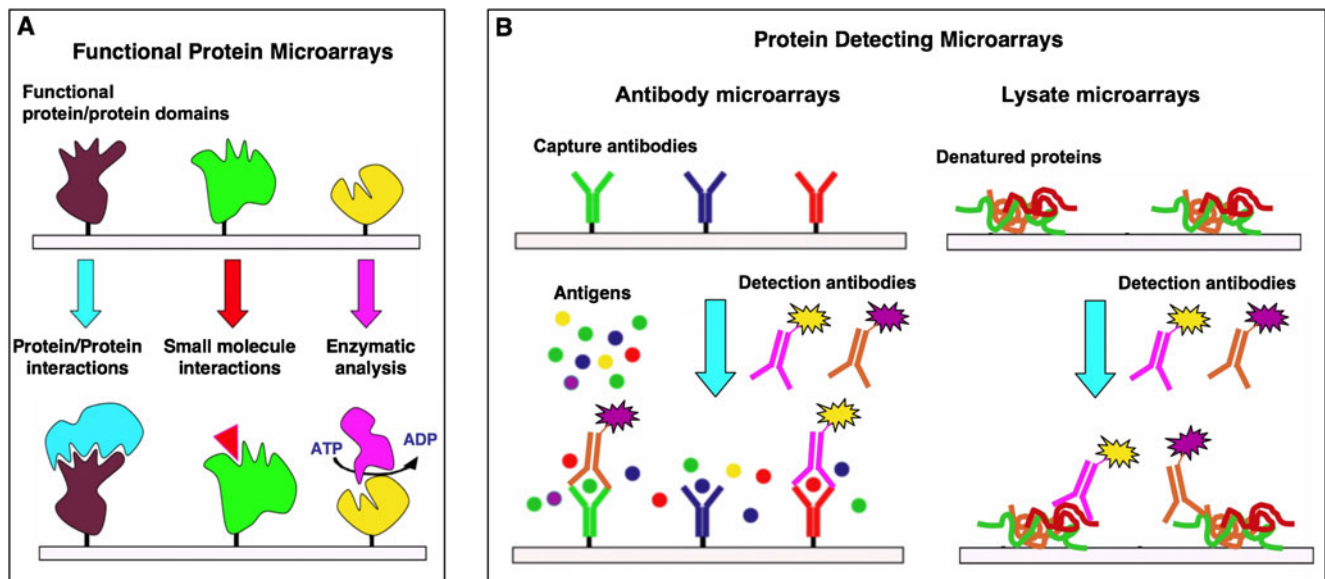 A
Functional Protein Microarrays
Functional
protein/protein domains
Protein/Protein
interactions
Small molecule
interactions
Enzymatic
analysis
ATP
ADP
B
Protein Detecting Microarrays
Antibody microarrays
Capture antibodies
Antigens
Detection antibodies
Lysate microarrays
Denatured proteins
Detection antibodies